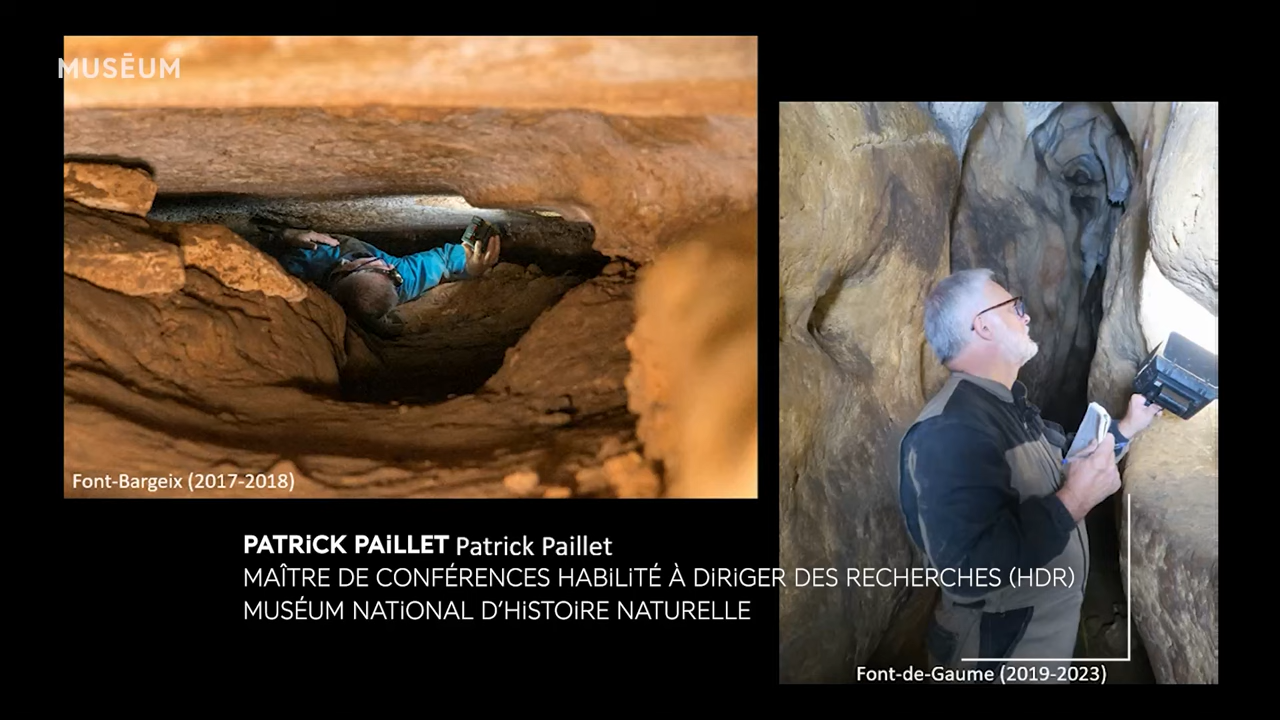 MUSĒUM
Font-Bargeix (2017-2018)
PATRiCK PAiLLET Patrick Paillet
MAÎTRE DE CONFÉRENCES HABiLiTÉ À DiRiGER DES RECHERCHES (HDR)
MUSÉUM NATiONAL D'HiSTOiRE NATURELLE
Font-de-Gaume (2019-2023)